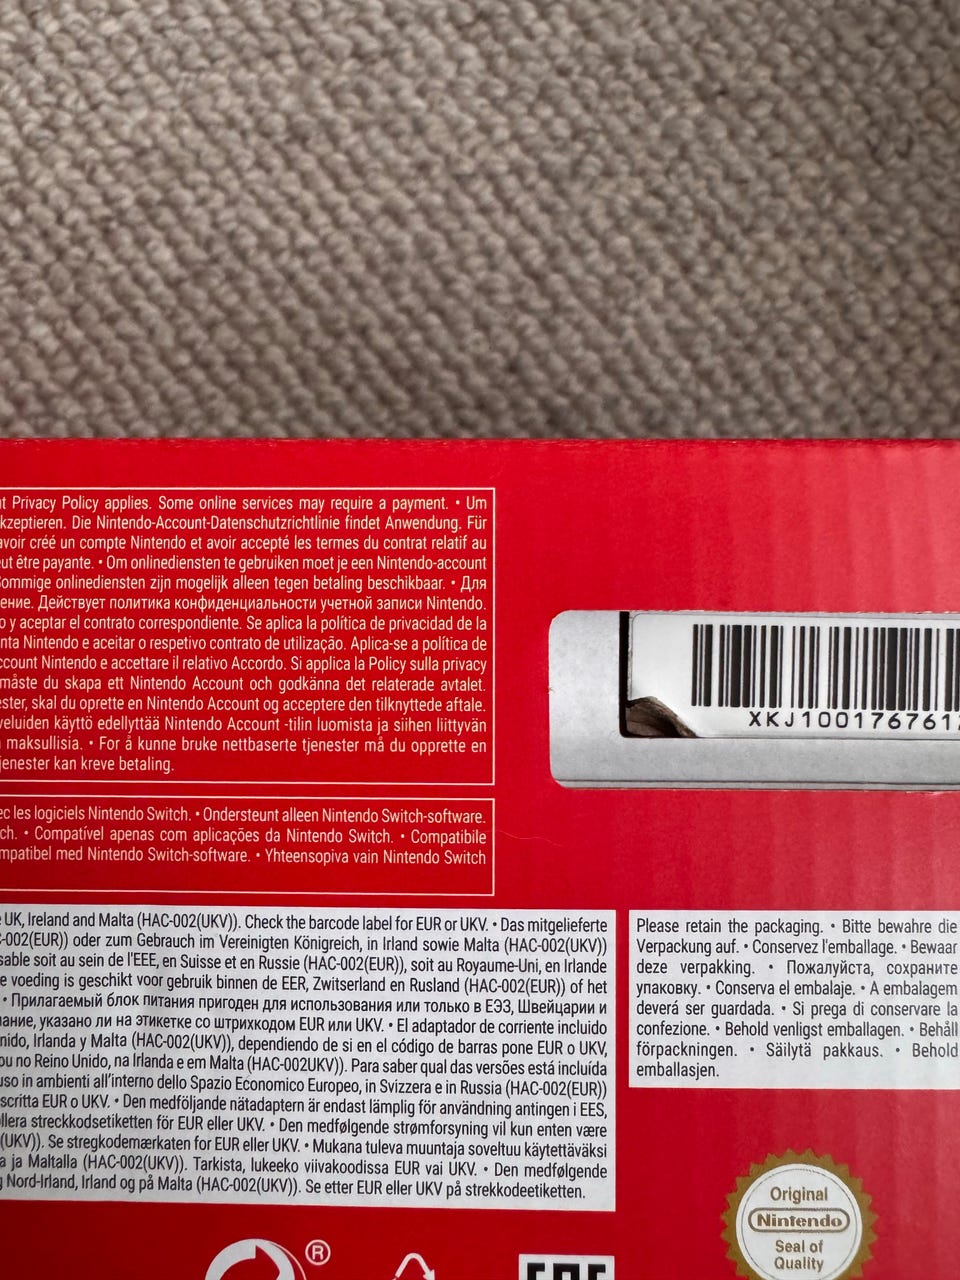 t Privacy Policy applies. Some online services may require a payment. • Um
kzeptieren. Die Nintendo-Account-Datenschutzrichtlinie findet Anwendung. Für
avoir créé un compte Nintendo et avoir accepté les termes du contrat relatif au
ut être payante. • Om onlinediensten te gebruiken moet je een Nintendo-account
Sommige onlinediensten zijn mogelijk alleen tegen betaling beschikbaar. • Для
ение. Действует политика конфиденциальности учетной записи Nintendo.
o y aceptar el contrato correspondiente. Se aplica la política de privacidad de la
nta Nintendo e aceitar o respetivo contrato de utilização. Aplica-se a política de
ccount Nintendo e accettare il relativo Accordo. Si applica la Policy sulla privacy
måste du skapa ett Nintendo Account och godkänna det relaterade avtalet.
ester, skal du oprette en Nintendo Account og acceptere den tilknyttede aftale.
veluiden käyttö edellyttää Nintendo Account -tilin luomista ja siihen liittyvän
maksullisia. • For å kunne bruke nettbaserte tjenester må du opprette en
jenester kan kreve betaling.
ec les logiciels Nintendo Switch. • Ondersteunt alleen Nintendo Switch-software.
ch. • Compatível apenas com aplicações da Nintendo Switch. • Compatibile
mpatibel med Nintendo Switch-software. • Yhteensopiva vain Nintendo Switch
XKJ100176761
e UK, Ireland and Malta (HAC-002(UKV)). Check the barcode label for EUR or UKV. • Das mitgelieferte
C-002(EUR)) oder zum Gebrauch im Vereinigten Königreich, in Irland sowie Malta (HAC-002(UKV))
sable soit au sein de l'EEE, en Suisse et en Russie (HAC-002(EUR)), soit au Royaume-Uni, en Irlande
e voeding is geschikt voor gebruik binnen de EER, Zwitserland en Rusland (HAC-002(EUR)) of het
• Прилагаемый блок питания пригоден для использования или только в ЕЭЗ, Швейцарии и
ание, указано ли на этикетке со штрихкодом EUR или UKV. • El adaptador de corriente incluido
nido, Irlanda y Malta (HAC-002(UKV)), dependiendo de si en el código de barras pone EUR o UKV,
ou no Reino Unido, na Irlanda e em Malta (HAC-002UKV)). Para saber qual das versões está incluída
uso in ambienti all'interno dello Spazio Economico Europeo, in Svizzera e in Russia (HAC-002(EUR))
scritta EUR o UKV. • Den medföljande nätadaptern är endast lämplig för användning antingen i EES,
llera streckkodsetiketten för EUR eller UKV. • Den medfølgende strømforsyning vil kun enten være
(UKV)). Se stregkodemærkaten for EUR eller UKV. • Mukana tuleva muuntaja soveltuu käytettäväksi
a ja Maltalla (HAC-002(UKV)). Tarkista, lukeeko viivakoodissa EUR vai UKV. • Den medfølgende
g Nord-Irland, Irland og på Malta (HAC-002(UKV)). Se etter EUR eller UKV på strekkodeetiketten.
Please retain the packaging. • Bitte bewahre die
Verpackung auf. • Conservez l'emballage. • Bewaar
deze verpakking. • Пожалуйста, сохраните
упаковку. • Conserva el embalaje. • A embalagem
deverá ser guardada. • Si prega di conservare la
confezione. • Behold venligst emballagen. • Behåll
förpackningen. • Säilytä pakkaus. • Behold
emballasjen.
Original
Nintendo
Seal of
Quality
®